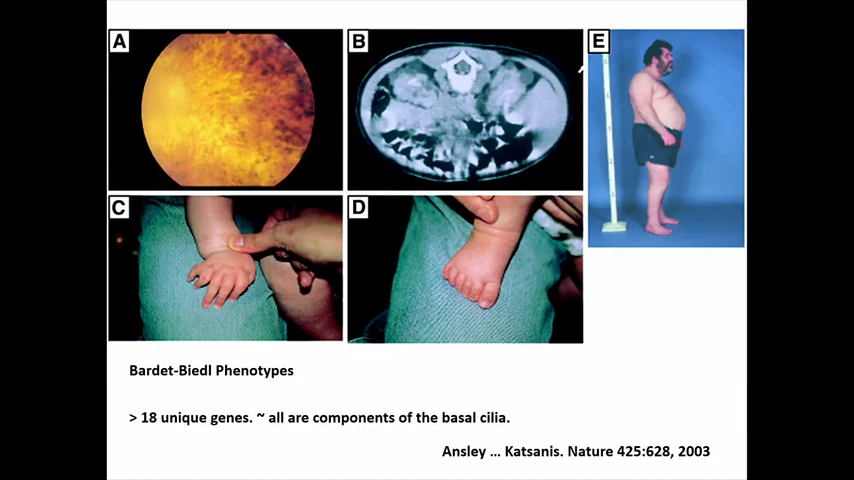 A
B
E
C
D
Bardet-Biedl Phenotypes
> 18 unique genes. ~ all are components of the basal cilia.
Ansley … Katsanis. Nature 425:628, 2003